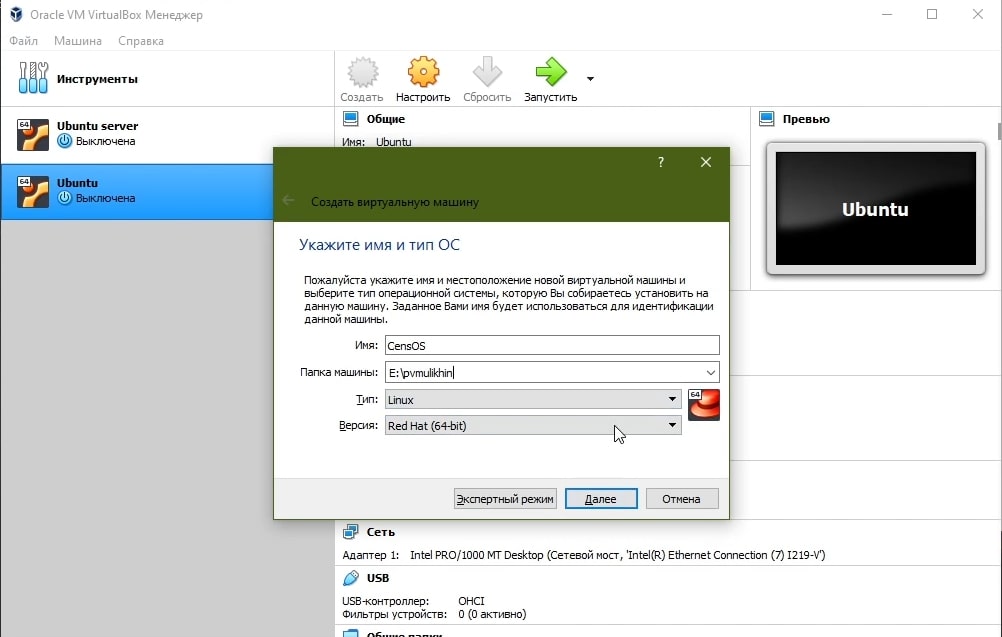 Oracle VM VirtualBox Менеджер
Файл Машина Справка
Инструменты
Создать Настроить Сбросить Запустить
64
Ubuntu server
Выключена
64
Ubuntu
Выключена
Общие
Имя: Ubuntu
Превью
Ubuntu
?
Создать виртуальную машину
Укажите имя и тип ОС
Пожалуйста укажите имя и местоположение новой виртуальной машины и
выберите тип операционной системы, которую Вы собираетесь установить на
данную машину. Заданное Вами имя будет использоваться для идентификации
данной машины.
Имя: CensOS
Папка машины: E:\pvmulikhin
Тип: Linux
64
Версия: Red Hat (64-bit)
Экспертный режим Далее Отмена
Сеть
Адаптер 1: Intel PRO/1000 MT Desktop (Сетевой мост, 'Intel(R) Ethernet Connection (7) I219-V')
USB
USB-контроллер: OHCI
Фильтры устройств: 0 (0 активно)
Общие папки